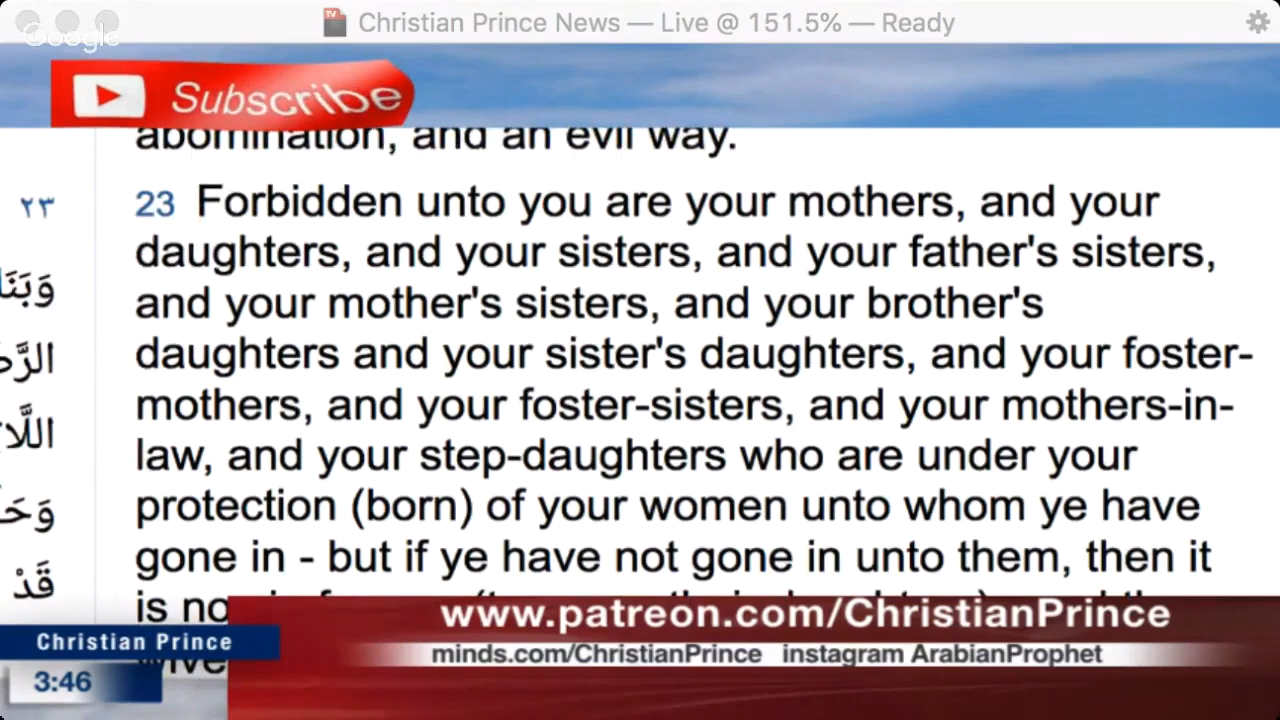 Christian Prince News — Live @ 151.5% — Ready
Google
Subscribe
abomination, and an evil way.
٢٣
23 Forbidden unto you are your mothers, and your
daughters, and your sisters, and your father's sisters,
and your mother's sisters, and your brother's
daughters and your sister's daughters, and your foster-
mothers, and your foster-sisters, and your mothers-in-
law, and your step-daughters who are under your
protection (born) of your women unto whom ye have
gone in - but if ye have not gone in unto them, then it
is no
قَدْ
www.patreon.com/ChristianPrince
Christian Prince
minds.com/ChristianPrince instagram ArabianProphet
3:46